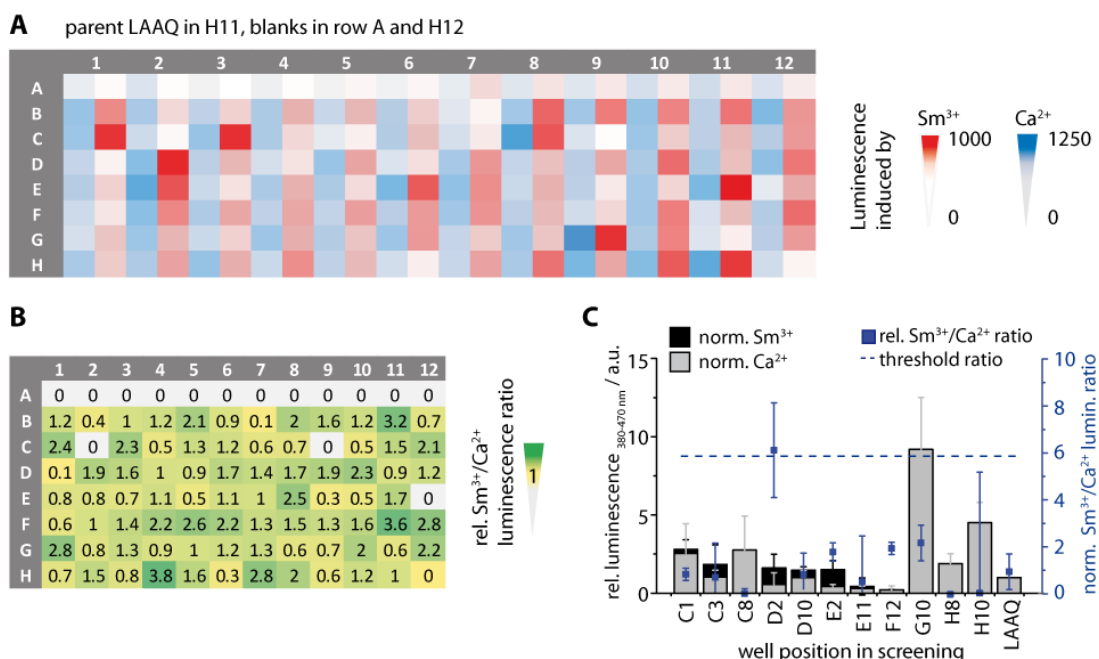 A parent LAAQ in H11, blanks in row A and H12
1 2 3 4 5 6 7 8 9 10 11 12
A
B
C
D
E
F
G
H
Luminescence
induced by
Sm³⁺ Ca²⁺
1000 1250
0 0
B
1 2 3 4 5 6 7 8 9 10 11 12
A 0 0 0 0 0 0 0 0 0 0 0 0
B 1.2 0.4 1 1.2 2.1 0.9 0.1 2 1.6 1.2 3.2 0.7
C 2.4 0 2.3 0.5 1.3 1.2 0.6 0.7 0 0.5 1.5 2.1
D 0.1 1.9 1.6 1 0.9 1.6 1.4 1.7 1.9 2.3 0.9 1.2
E 0.8 0.8 0.7 1.1 0.5 1.1 1 2.5 0.3 0.5 1.7 0
F 0.6 1 1.4 2.2 2.6 2.2 1.3 1.5 1.3 1.6 3.6 2.8
G 2.8 0.8 1.3 0.9 1 1.2 1.3 0.6 0.7 2 0.6 2.2
H 0.7 1.5 0.8 3.8 1.6 0.3 2.8 2 0.6 1.2 1 0
rel. Sm³⁺/Ca²⁺
luminescence ratio
1
C
norm. Sm³⁺
norm. Ca²⁺
rel. Sm³⁺/Ca²⁺ ratio
threshold ratio
rel. luminescence 380-470 nm / a.u.
15
10
5
0
10
8
6
4
2
0
norm. Sm³⁺/Ca²⁺ lumin. ratio
C1 C3 C8 D2 D10 E2 E11 F12 G10 H8 H10 LAAQ
well position in screening